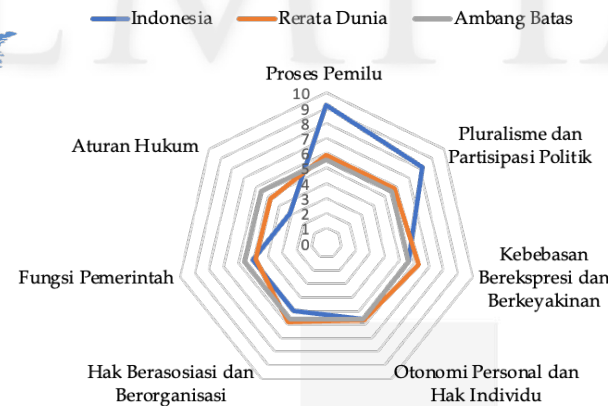 Indonesia Rerata Dunia Ambang Batas
Proses Pemilu
10
9
8
7
6
5
4
3
2
1
0
Pluralisme dan
Partisipasi Politik
Kebebasan
Berekspresi dan
Berkeyakinan
Otonomi Personal dan
Hak Individu
Hak Berasosiasi dan
Berorganisasi
Fungsi Pemerintah
Aturan Hukum